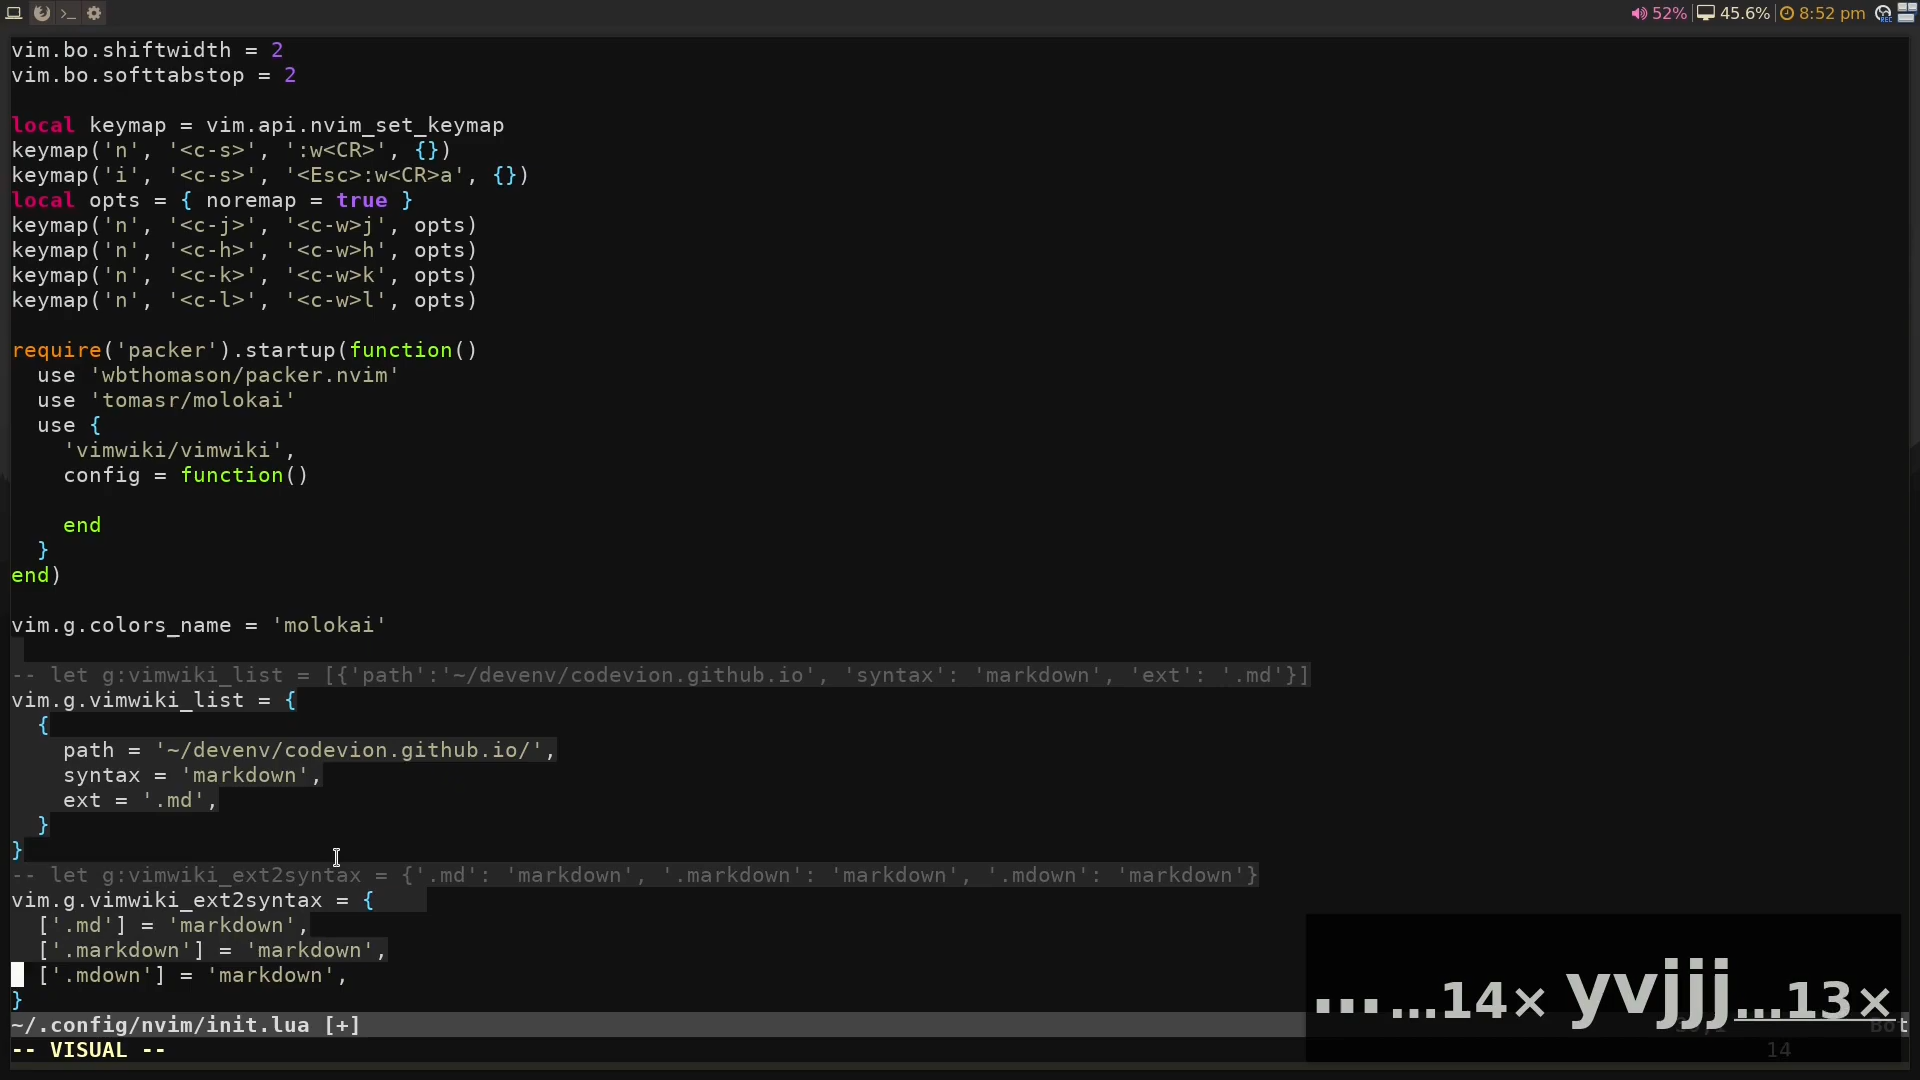 52% 45.6% 8:52 pm
vim.bo.shiftwidth = 2
vim.bo.softtabstop = 2
local keymap = vim.api.nvim_set_keymap
keymap('n', '<c-s>', ':w<CR>', {})
keymap('i', '<c-s>', '<Esc>:w<CR>a', {})
local opts = { noremap = true }
keymap('n', '<c-j>', '<c-w>j', opts)
keymap('n', '<c-h>', '<c-w>h', opts)
keymap('n', '<c-k>', '<c-w>k', opts)
keymap('n', '<c-l>', '<c-w>l', opts)
require('packer').startup(function()
  use 'wbthomason/packer.nvim'
  use 'tomasr/molokai'
  use {
    'vimwiki/vimwiki',
    config = function()
    end
  }
end)
vim.g.colors_name = 'molokai'
-- let g:vimwiki_list = [{'path':'~/devenv/codevion.github.io', 'syntax': 'markdown', 'ext': '.md'}]
vim.g.vimwiki_list = {
  {
    path = '~/devenv/codevion.github.io/',
    syntax = 'markdown',
    ext = '.md',
  }
}
-- let g:vimwiki_ext2syntax = {'.md': 'markdown', '.markdown': 'markdown', '.mdown': 'markdown'}
vim.g.vimwiki_ext2syntax = {
  ['.md'] = 'markdown',
  ['.markdown'] = 'markdown',
  ['.mdown'] = 'markdown',
}
~/.config/nvim/init.lua [+] Bot
-- VISUAL -- 14
... ...14× yvjjj...13×